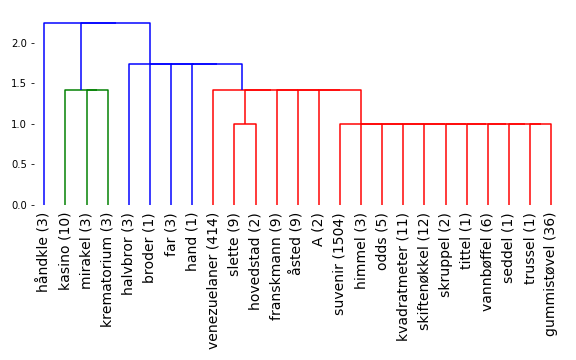 2.0
1.5
1.0
0.5
0.0
håndkle (3)
kasino (10)
mirakel (3)
krematorium (3)
halvbror (3)
broder (1)
far (3)
hand (1)
venezuelaner (414)
slette (9)
hovedstad (2)
franskmann (9)
åsted (9)
A (2)
suvenir (1504)
himmel (3)
odds (5)
kvadratmeter (11)
skiftenøkkel (12)
skruppel (2)
tittel (1)
vannbøffel (6)
seddel (1)
trussel (1)
gummistøvel (36)